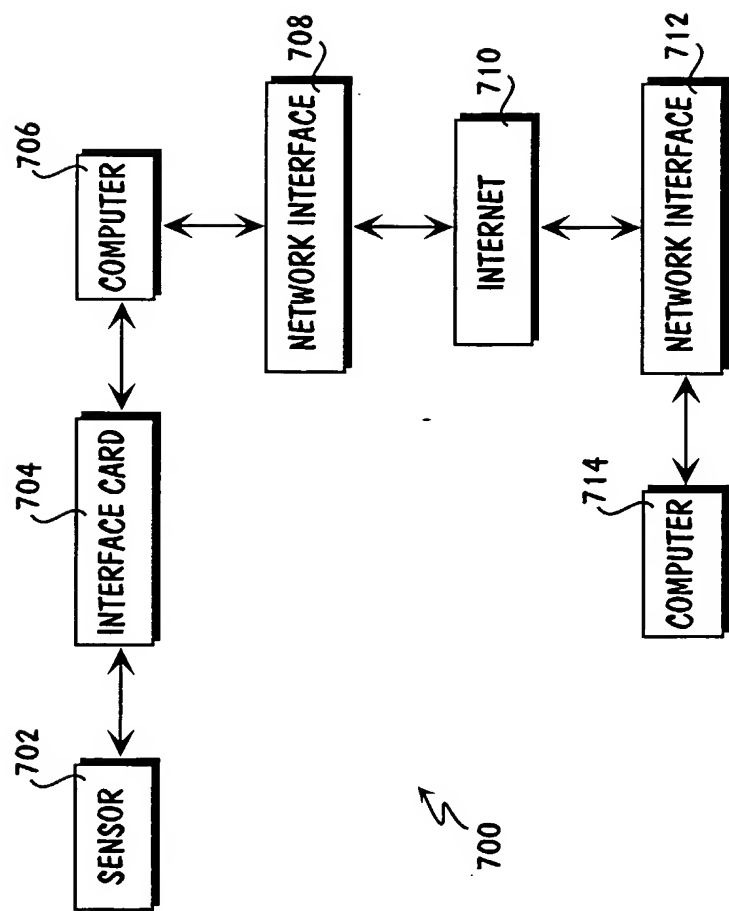 702
SENSOR
704
INTERFACE CARD
706
COMPUTER
708
NETWORK INTERFACE
710
INTERNET
712
NETWORK INTERFACE
714
COMPUTER
700